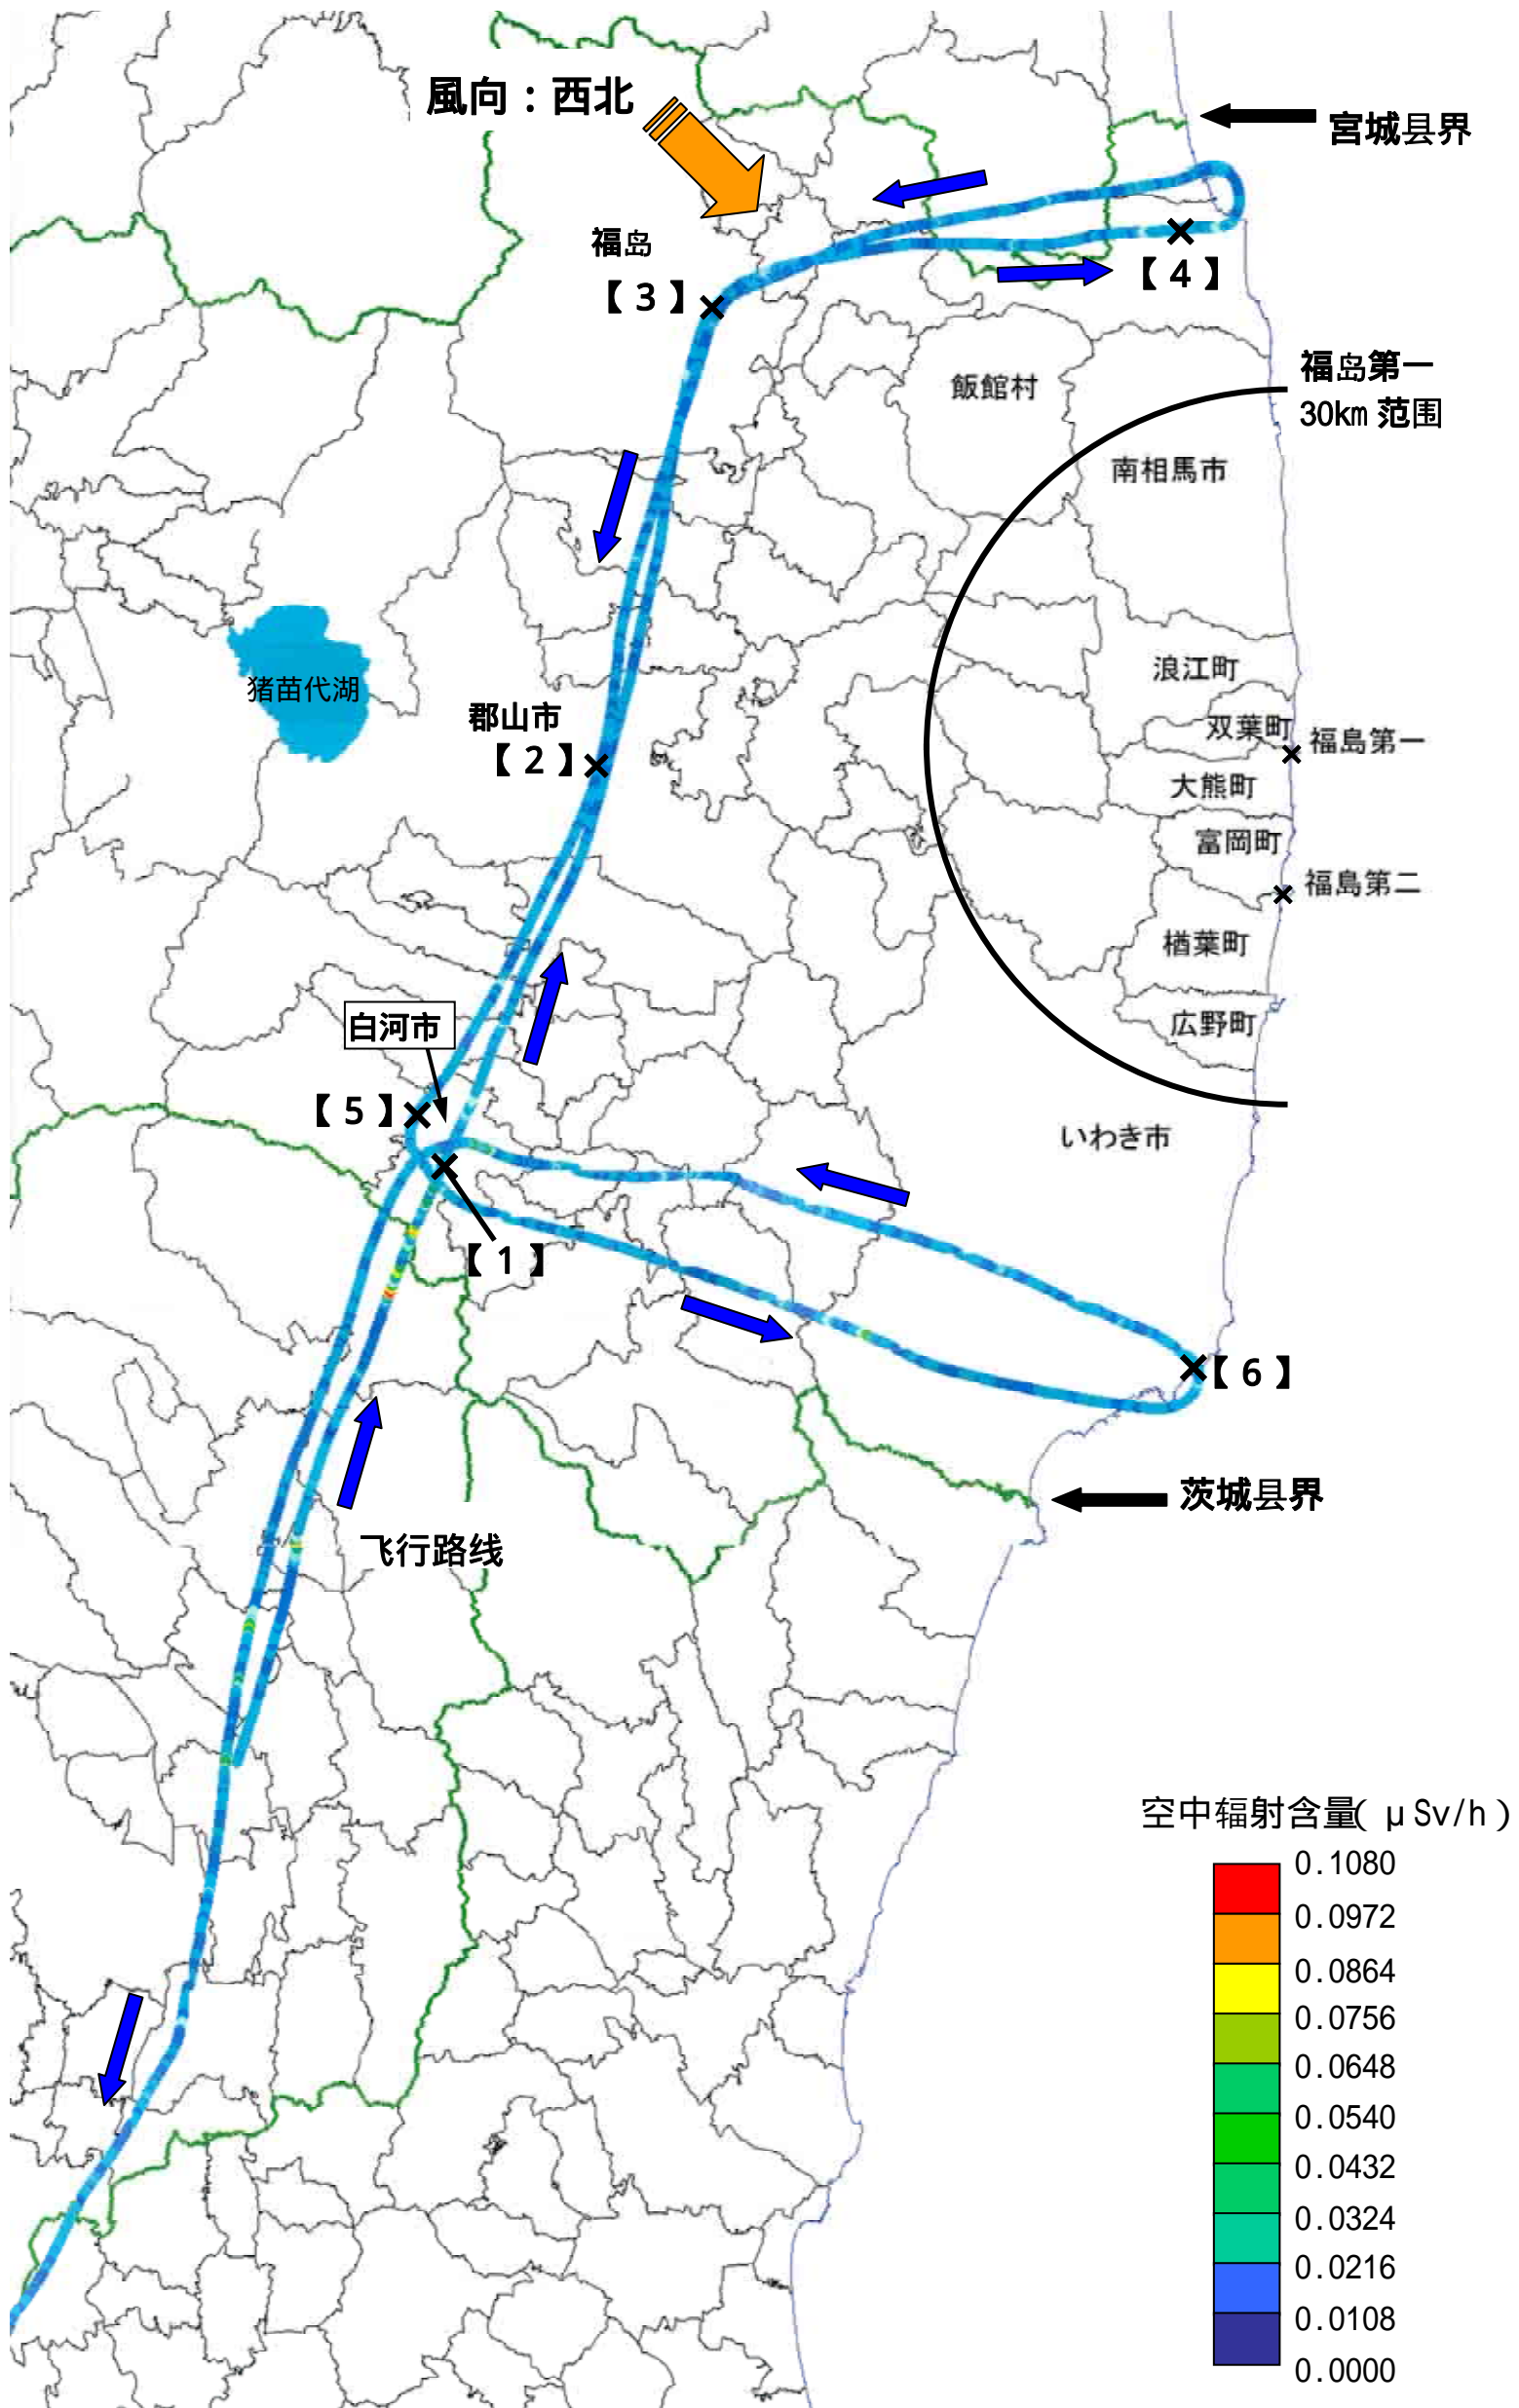 風向：西北
宮城县界
福岛
【 3 】
【 4 】
福岛第一
30km 范围
飯館村
南相馬市
猪苗代湖
浪江町
郡山市
【 2 】
双葉町
福島第一
大熊町
富岡町
福島第二
楢葉町
白河市
広野町
【 5 】
いわき市
【 1 】
【 6 】
茨城县界
飞行路线
空中辐射含量( μSv/h )
0.1080
0.0972
0.0864
0.0756
0.0648
0.0540
0.0432
0.0324
0.0216
0.0108
0.0000